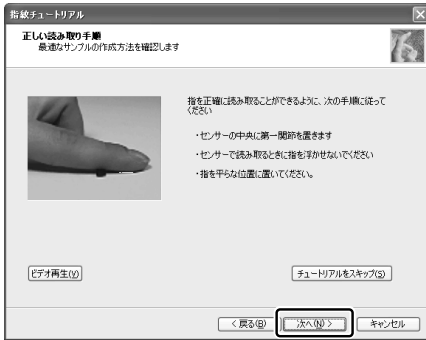 指紋チュートリアル
正しい読み取り手順
最適なサンプルの作成方法を確認します
指を正確に読み取ることができるように、次の手順に従って
ください
・センサーの中央に第一関節を置きます
・センサーで読み取るときに指を浮かせないでください
・指を平らな位置に置いてください。
ビデオ再生(V)
チュートリアルをスキップ(S)
< 戻る(B)
次へ(N) >
キャンセル